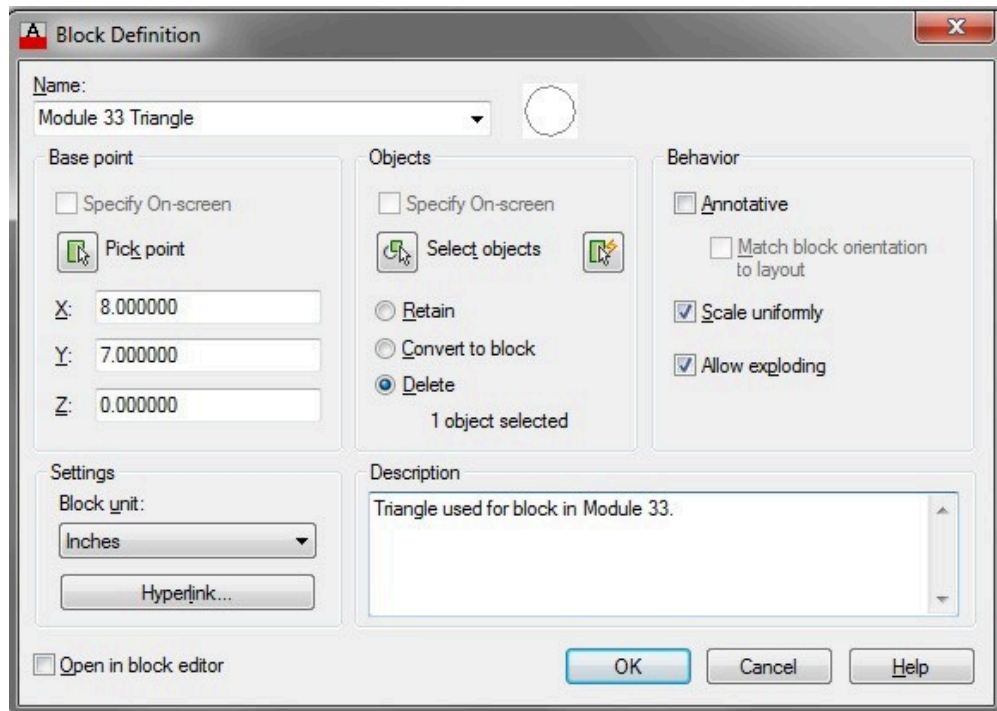 A Block Definition
Name:
Module 33 Triangle
Base point
Specify On-screen
Pick point
X: 8.000000
Y: 7.000000
Z: 0.000000
Objects
Specify On-screen
Select objects
Retain
Convert to block
Delete
1 object selected
Behavior
Annotative
Match block orientation
to layout
Scale uniformly
Allow exploding
Settings
Block unit:
Inches
Hyperlink...
Description
Triangle used for block in Module 33.
Open in block editor
OK
Cancel
Help